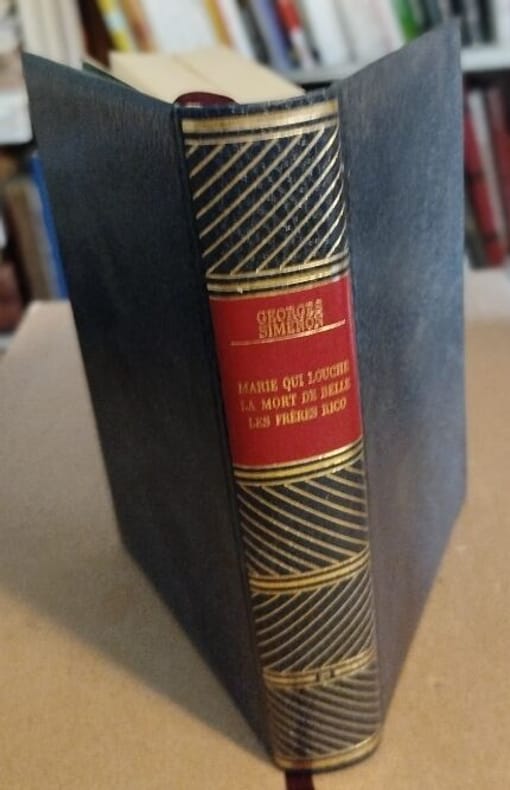 GEORGES
SIMENON
MARIE QUI LOUCHE
LA MORT DE BELLE
LES FRÈRES RICO